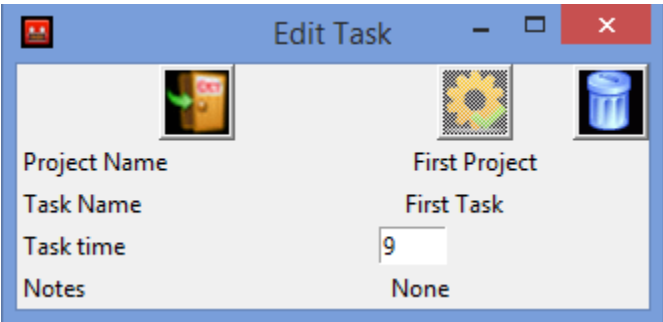 Edit Task
EXIT
Project Name First Project
Task Name First Task
Task time 9
Notes None